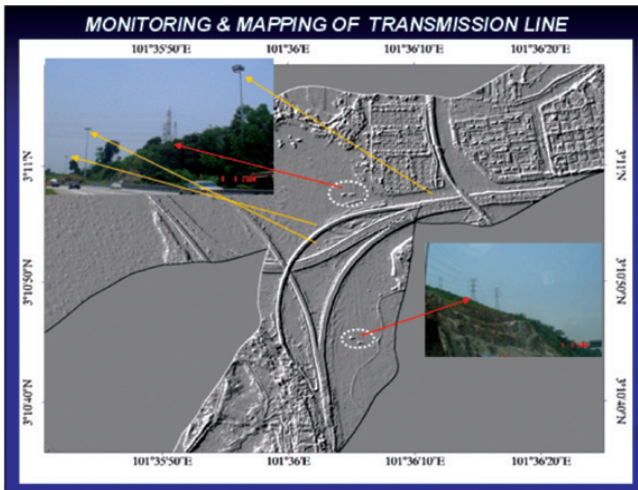 MONITORING & MAPPING OF TRANSMISSION LINE
101°35'50"E 101°36'0"E 101°36'10"E 101°36'20"E
3°11'N 3°11'N
3°10'50"N 3°10'50"N
3°10'40"N 3°10'40"N
101°35'50"E 101°36'0"E 101°36'10"E 101°36'20"E